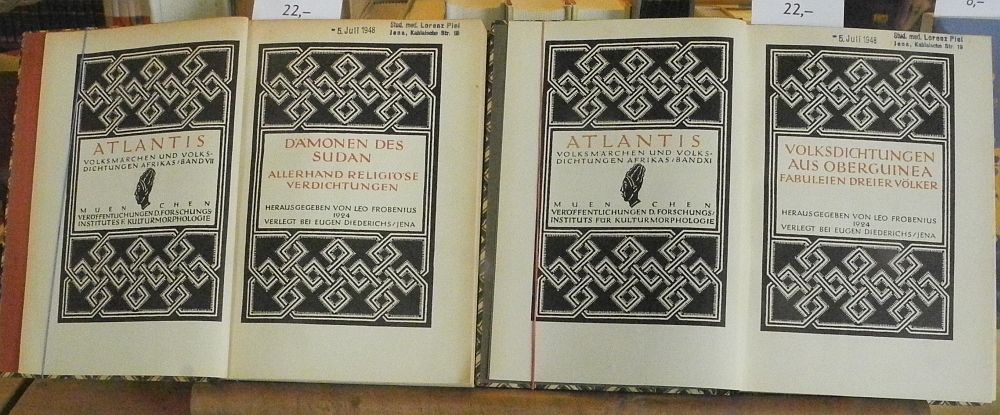 22,–
22,–
6,–
-5. Juli 1948
Stud. med. Lorenz Piel
Jena, Kahlaische Str. 19
ATLANTIS
VOLKSMÄRCHEN UND VOLKS-
DICHTUNGEN AFRIKAS/BAND VII
MUENCHEN
VERÖFFENTLICHUNGEN D. FORSCHUNGS-
INSTITUTES F. KULTURMORPHOLOGIE
DÄMONEN DES
SUDAN
ALLERHAND RELIGIÖSE
VERDICHTUNGEN
HERAUSGEGEBEN VON LEO FROBENIUS
1924
VERLEGT BEI EUGEN DIEDERICHS/JENA
-5. Juli 1948
Stud. med. Lorenz Piel
Jena, Kahlaische Str. 19
ATLANTIS
VOLKSMÄRCHEN UND VOLKS-
DICHTUNGEN AFRIKAS/BAND XI
MUENCHEN
VERÖFFENTLICHUNGEN D. FORSCHUNGS/
INSTITUTS FÜR KULTURMORPHOLOGIE
VOLKSDICHTUNGEN
AUS OBERGUINEA
FABULEIEN DREIER VÖLKER
HERAUSGEGEBEN VON LEO FROBENIUS
1924
VERLEGT BEI EUGEN DIEDERICHS/JENA